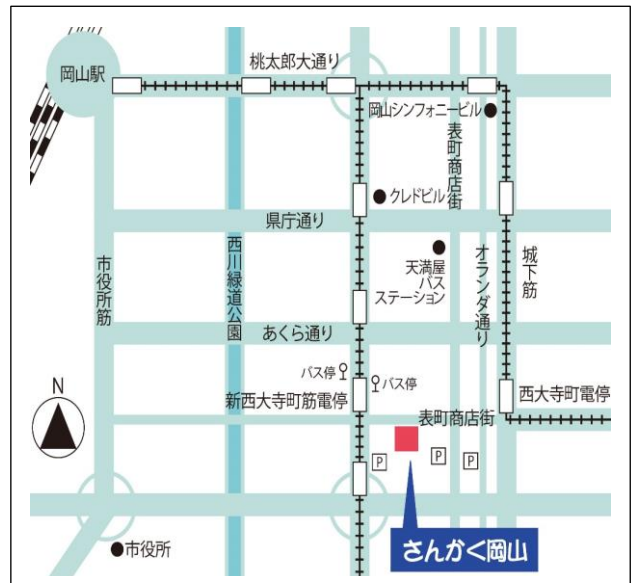 桃太郎大通り
岡山駅
岡山シンフォニービル
表町商店街
クレドビル
県庁通り
西川緑道公園
市役所筋
天満屋
バス
ステーション
オランダ通り
城下筋
あくら通り
バス停
バス停
N
新西大寺町筋電停
西大寺町電停
表町商店街
P
P
P
さんかく岡山
市役所